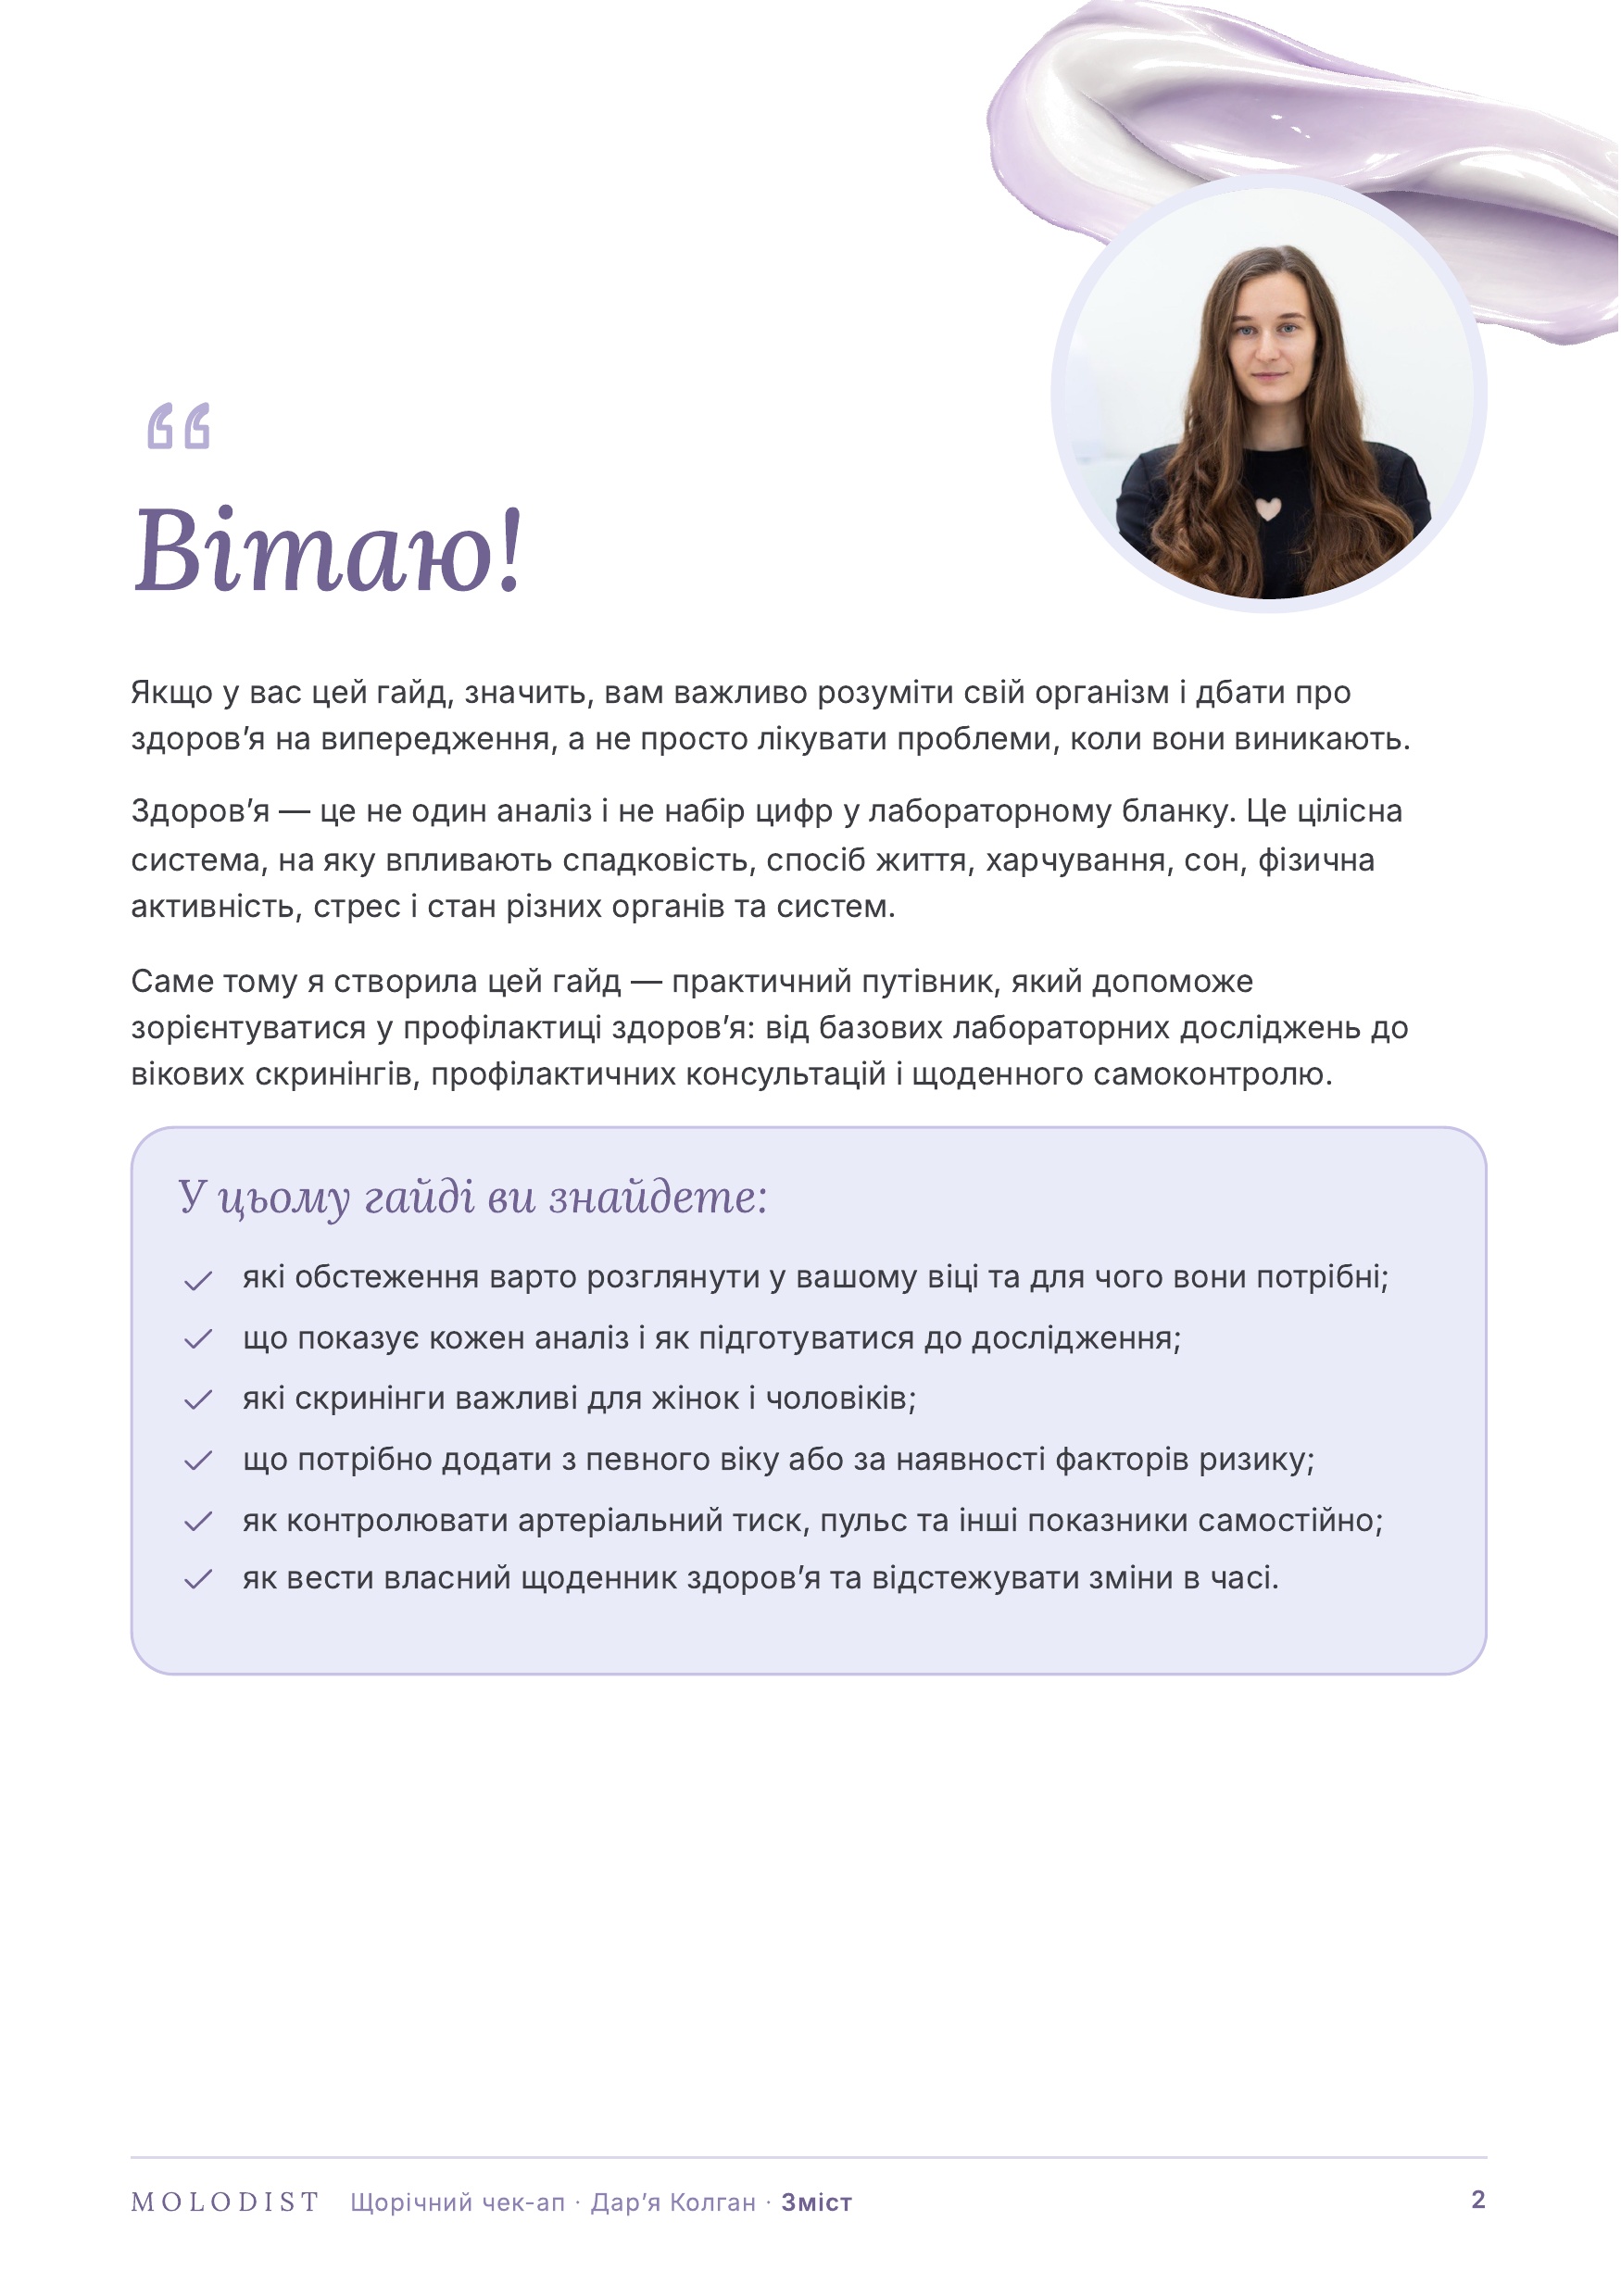 Вітаю!
Якщо у вас цей гайд, значить, вам важливо розуміти свій організм і дбати про
здоров’я на випередження, а не просто лікувати проблеми, коли вони виникають.
Здоров’я — це не один аналіз і не набір цифр у лабораторному бланку. Це цілісна
система, на яку впливають спадковість, спосіб життя, харчування, сон, фізична
активність, стрес і стан різних органів та систем.
Саме тому я створила цей гайд — практичний путівник, який допоможе
зорієнтуватися у профілактиці здоров’я: від базових лабораторних досліджень до
вікових скринінгів, профілактичних консультацій і щоденного самоконтролю.
У цьому гайді ви знайдете:
які обстеження варто розглянути у вашому віці та для чого вони потрібні;
що показує кожен аналіз і як підготуватися до дослідження;
які скринінги важливі для жінок і чоловіків;
що потрібно додати з певного віку або за наявності факторів ризику;
як контролювати артеріальний тиск, пульс та інші показники самостійно;
як вести власний щоденник здоров’я та відстежувати зміни в часі.
MOLODIST Щорічний чек-ап · Дар’я Колган · Зміст 2